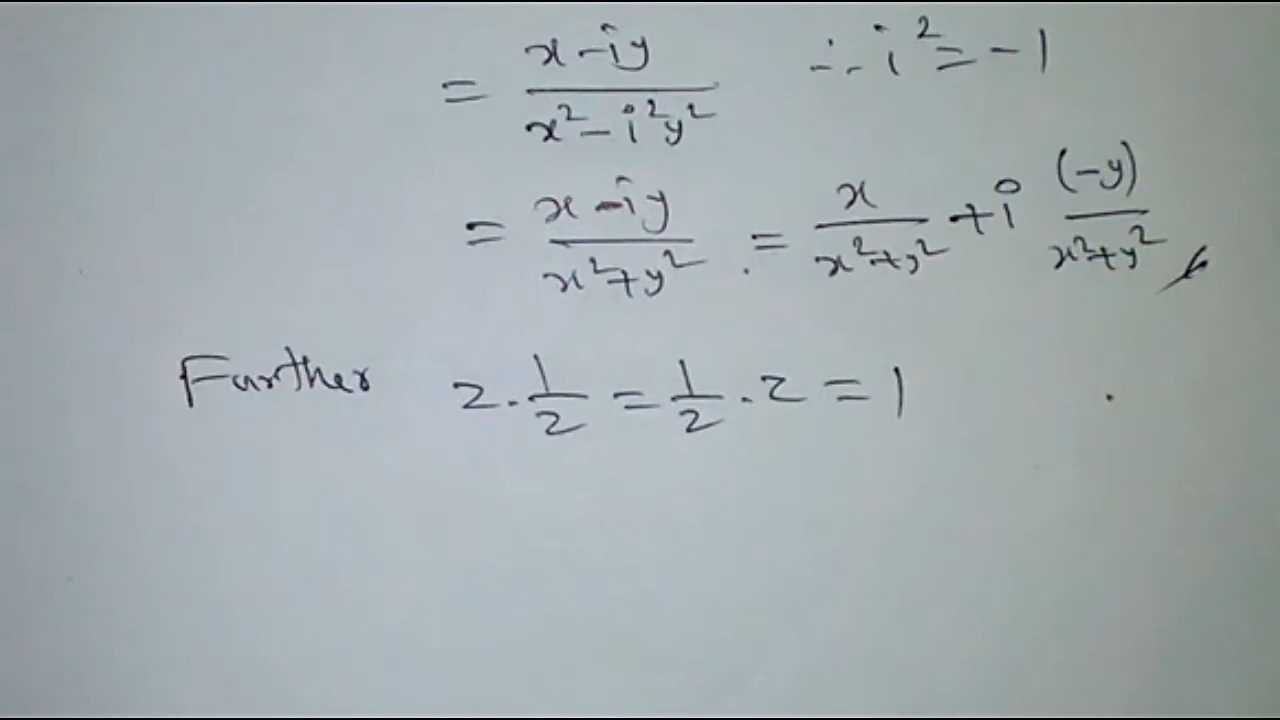 = (x-iy)/(x²-i²y²) ∴ i² = -1
= (x-iy)/(x²+y²) = x/(x²+y²) + i (-y)/(x²+y²)
Further z · 1/z = 1/z · z = 1